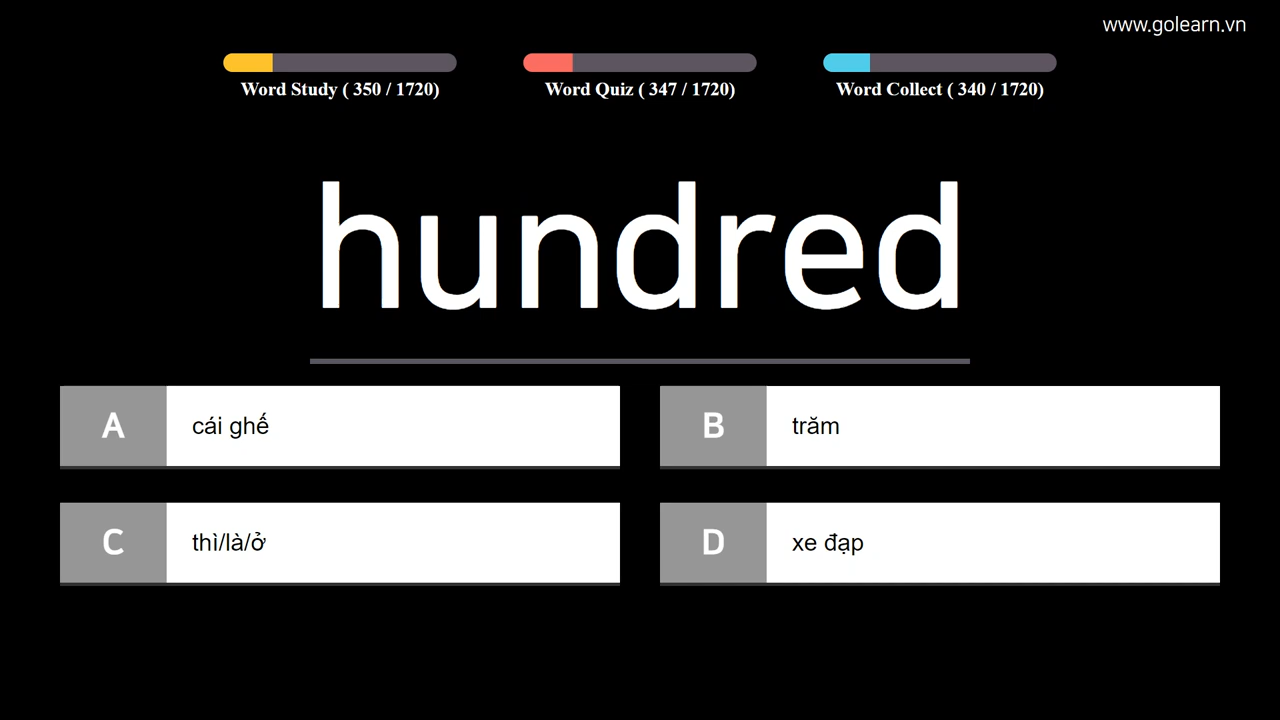 www.golearn.vn
Word Study ( 350 / 1720)
Word Quiz ( 347 / 1720)
Word Collect ( 340 / 1720)
hundred
A cái ghế
B trăm
C thì/là/ở
D xe đạp